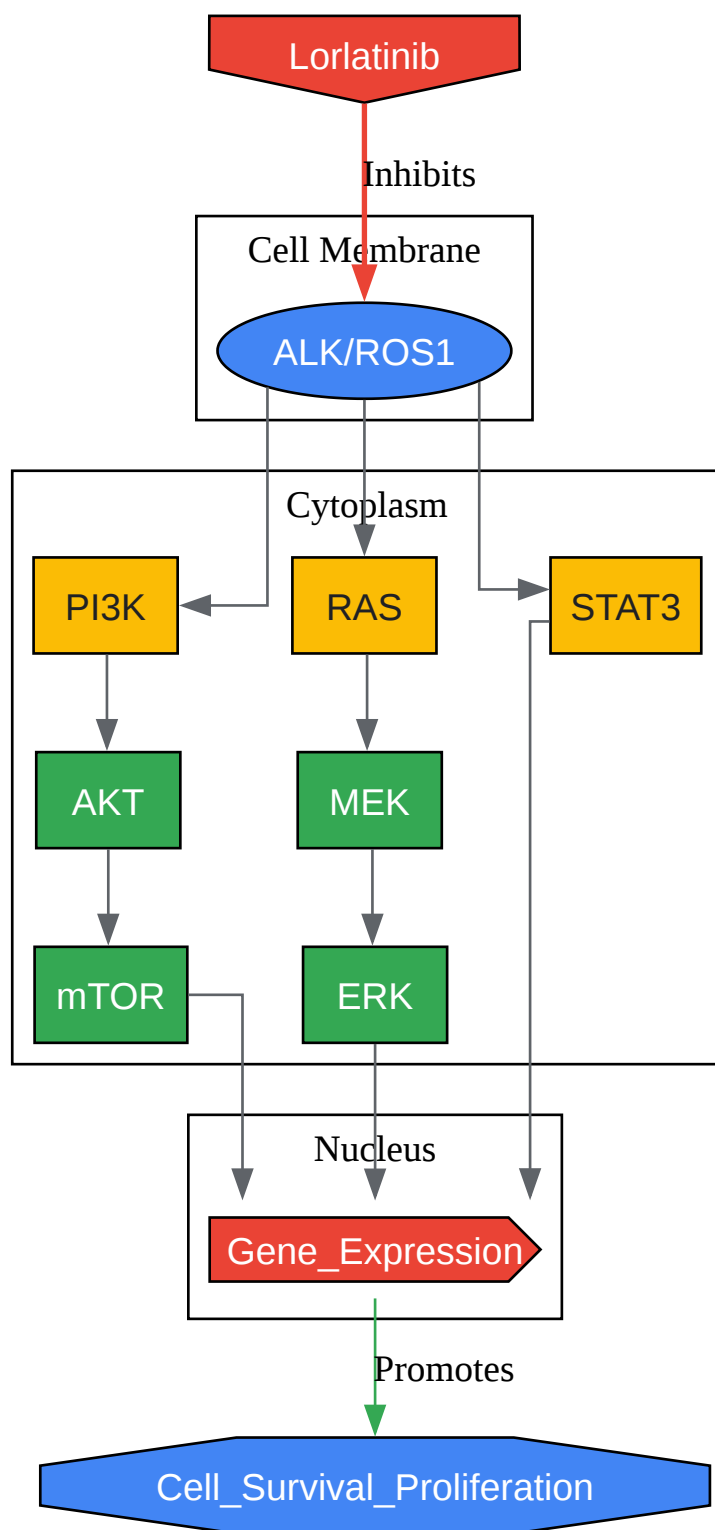 Lorlatinib
Inhibits
Cell Membrane
ALK/ROS1
Cytoplasm
PI3K
RAS
STAT3
AKT
MEK
mTOR
ERK
Nucleus
Gene_Expression
Promotes
Cell_Survival_Proliferation